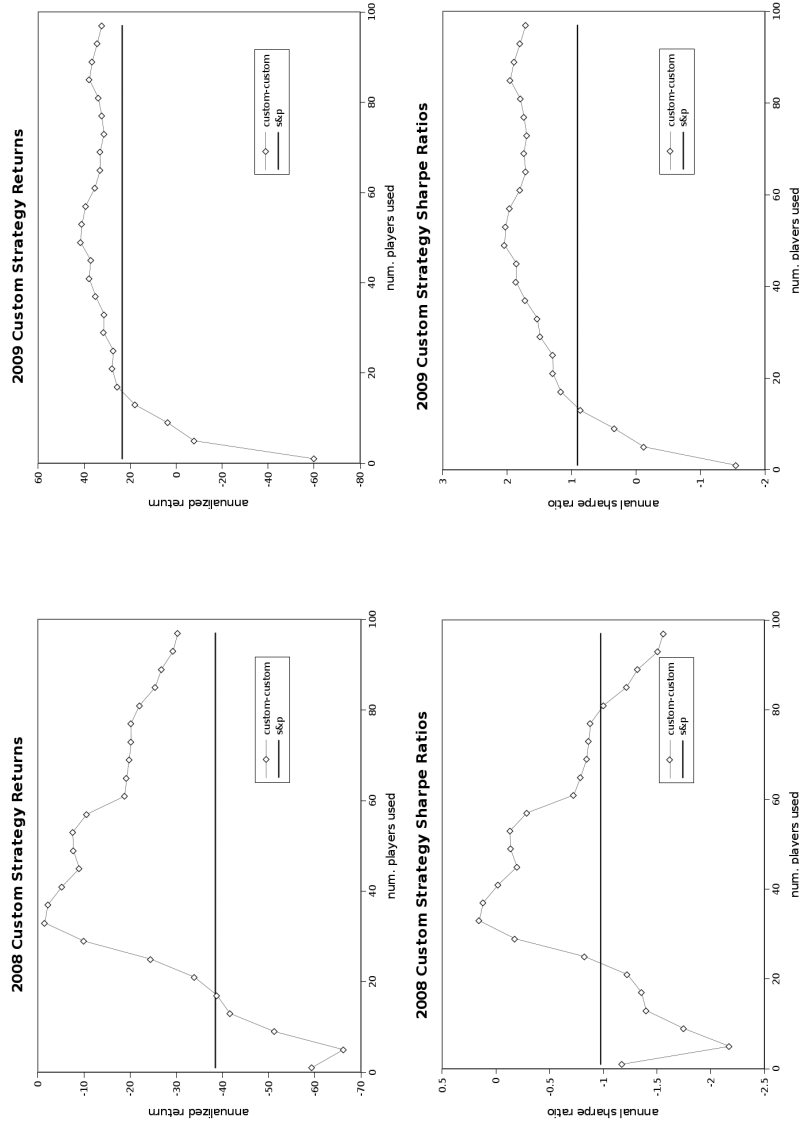 2008 Custom Strategy Returns
annualized return
0
-10
-20
-30
-40
-50
-60
-70
custom-custom
s&p
0
20
40
60
80
100
num. players used
2009 Custom Strategy Returns
annualized return
60
40
20
0
-20
-40
-60
-80
custom-custom
s&p
0
20
40
60
80
100
num. players used
2008 Custom Strategy Sharpe Ratios
annual sharpe ratio
0.5
0
-0.5
-1
-1.5
-2
-2.5
custom-custom
s&p
0
20
40
60
80
100
num. players used
2009 Custom Strategy Sharpe Ratios
annual sharpe ratio
3
2
1
0
-1
-2
custom-custom
s&p
0
20
40
60
80
100
num. players used